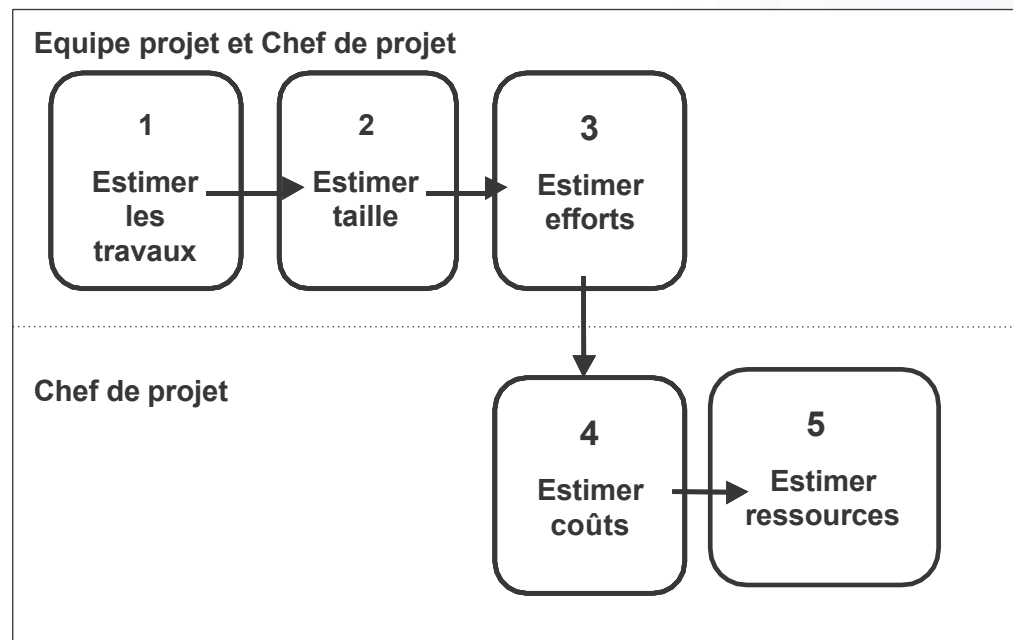 Equipe projet et Chef de projet
1
Estimer
les
travaux
2
Estimer
taille
3
Estimer
efforts
Chef de projet
4
Estimer
coûts
5
Estimer
ressources